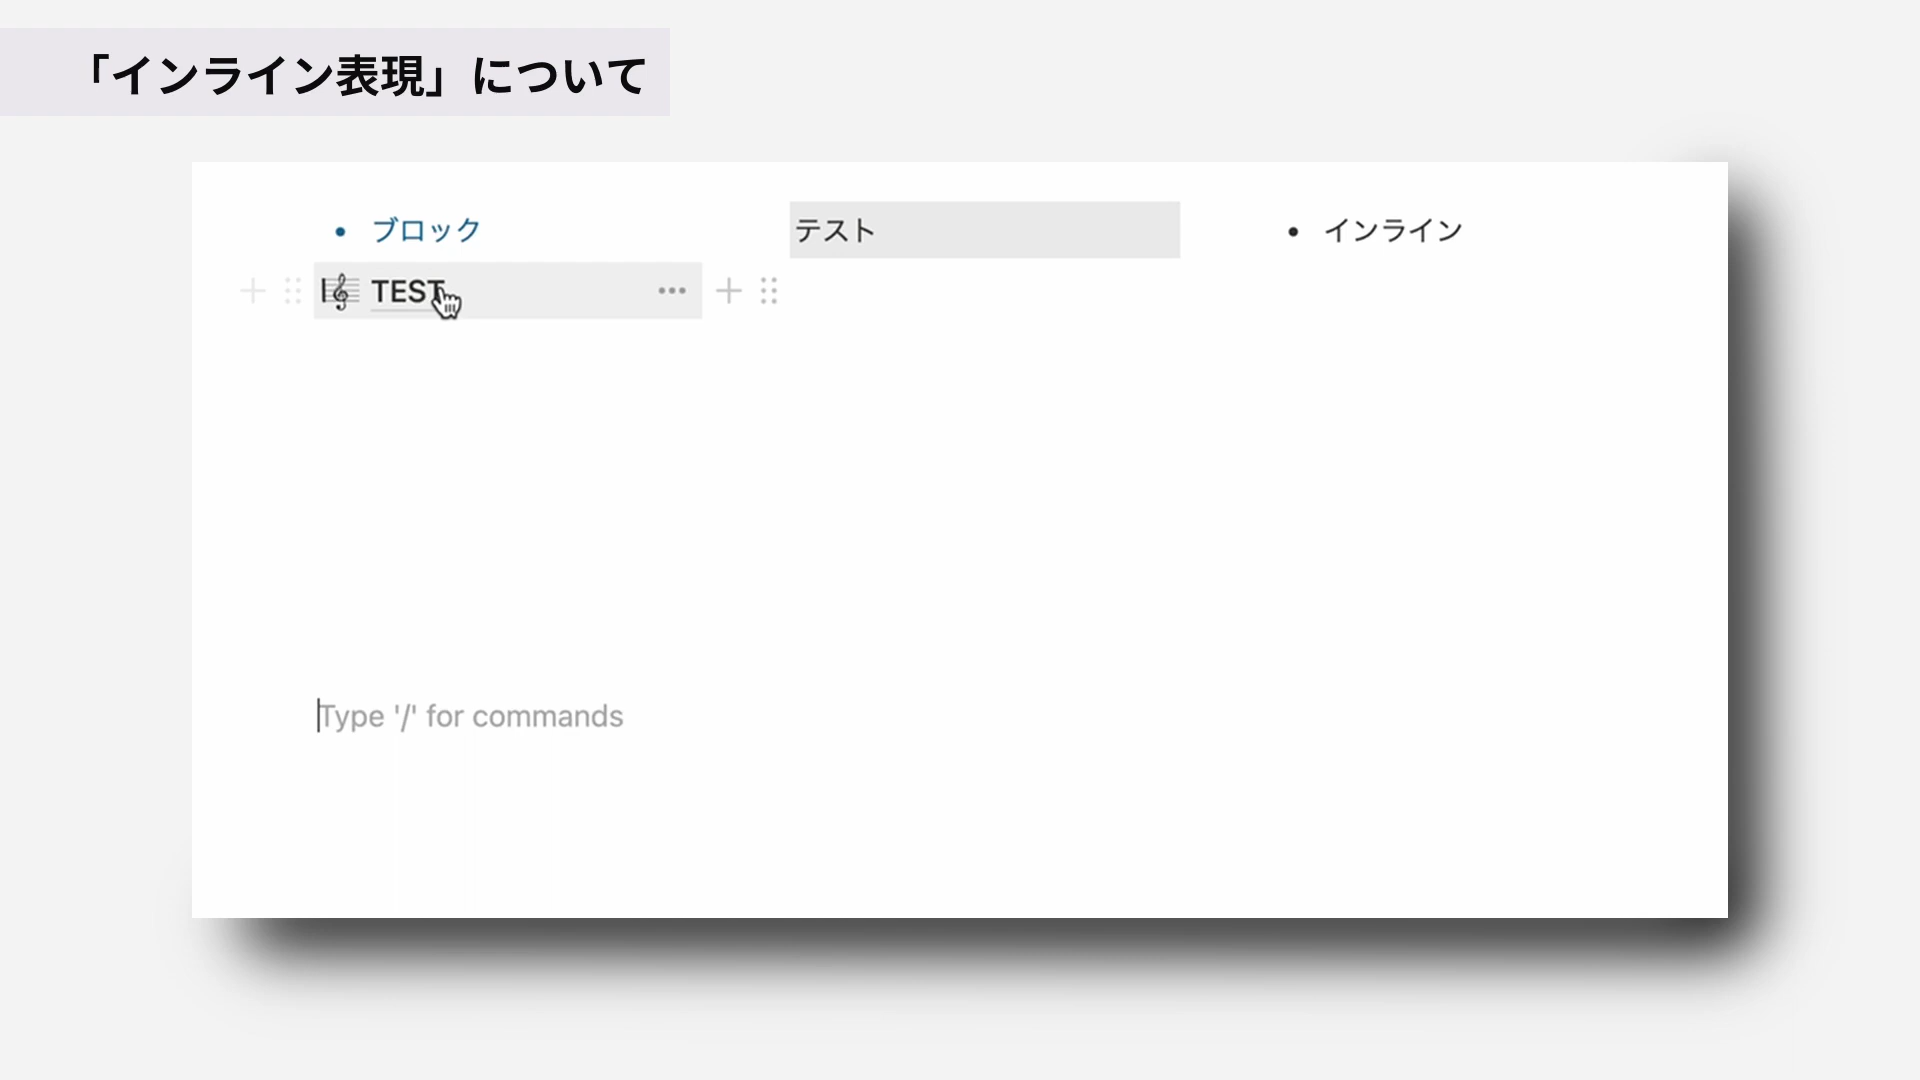 「インライン表現」について
• ブロック
テスト
• インライン
TEST
Type '/' for commands